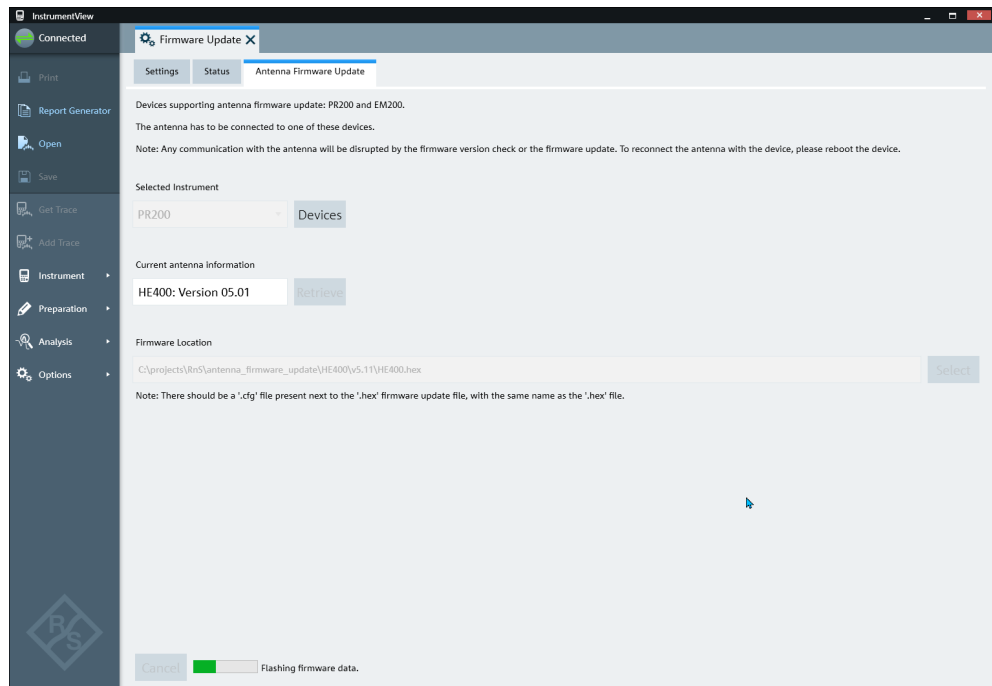 InstrumentView
Connected
Firmware Update
Print
Report Generator
Open
Save
Get Trace
Add Trace
Instrument
Preparation
Analysis
Options
Settings Status Antenna Firmware Update
Devices supporting antenna firmware update: PR200 and EM200.
The antenna has to be connected to one of these devices.
Note: Any communication with the antenna will be disrupted by the firmware version check or the firmware update. To reconnect the antenna with the device, please reboot the device.
Selected Instrument
PR200 Devices
Current antenna information
HE400: Version 05.01 Retrieve
Firmware Location
C:\projects\RnS\antenna_firmware_update\HE400\v5.11\HE400.hex Select
Note: There should be a '.cfg' file present next to the '.hex' firmware update file, with the same name as the '.hex' file.
R&S
Cancel Flashing firmware data.